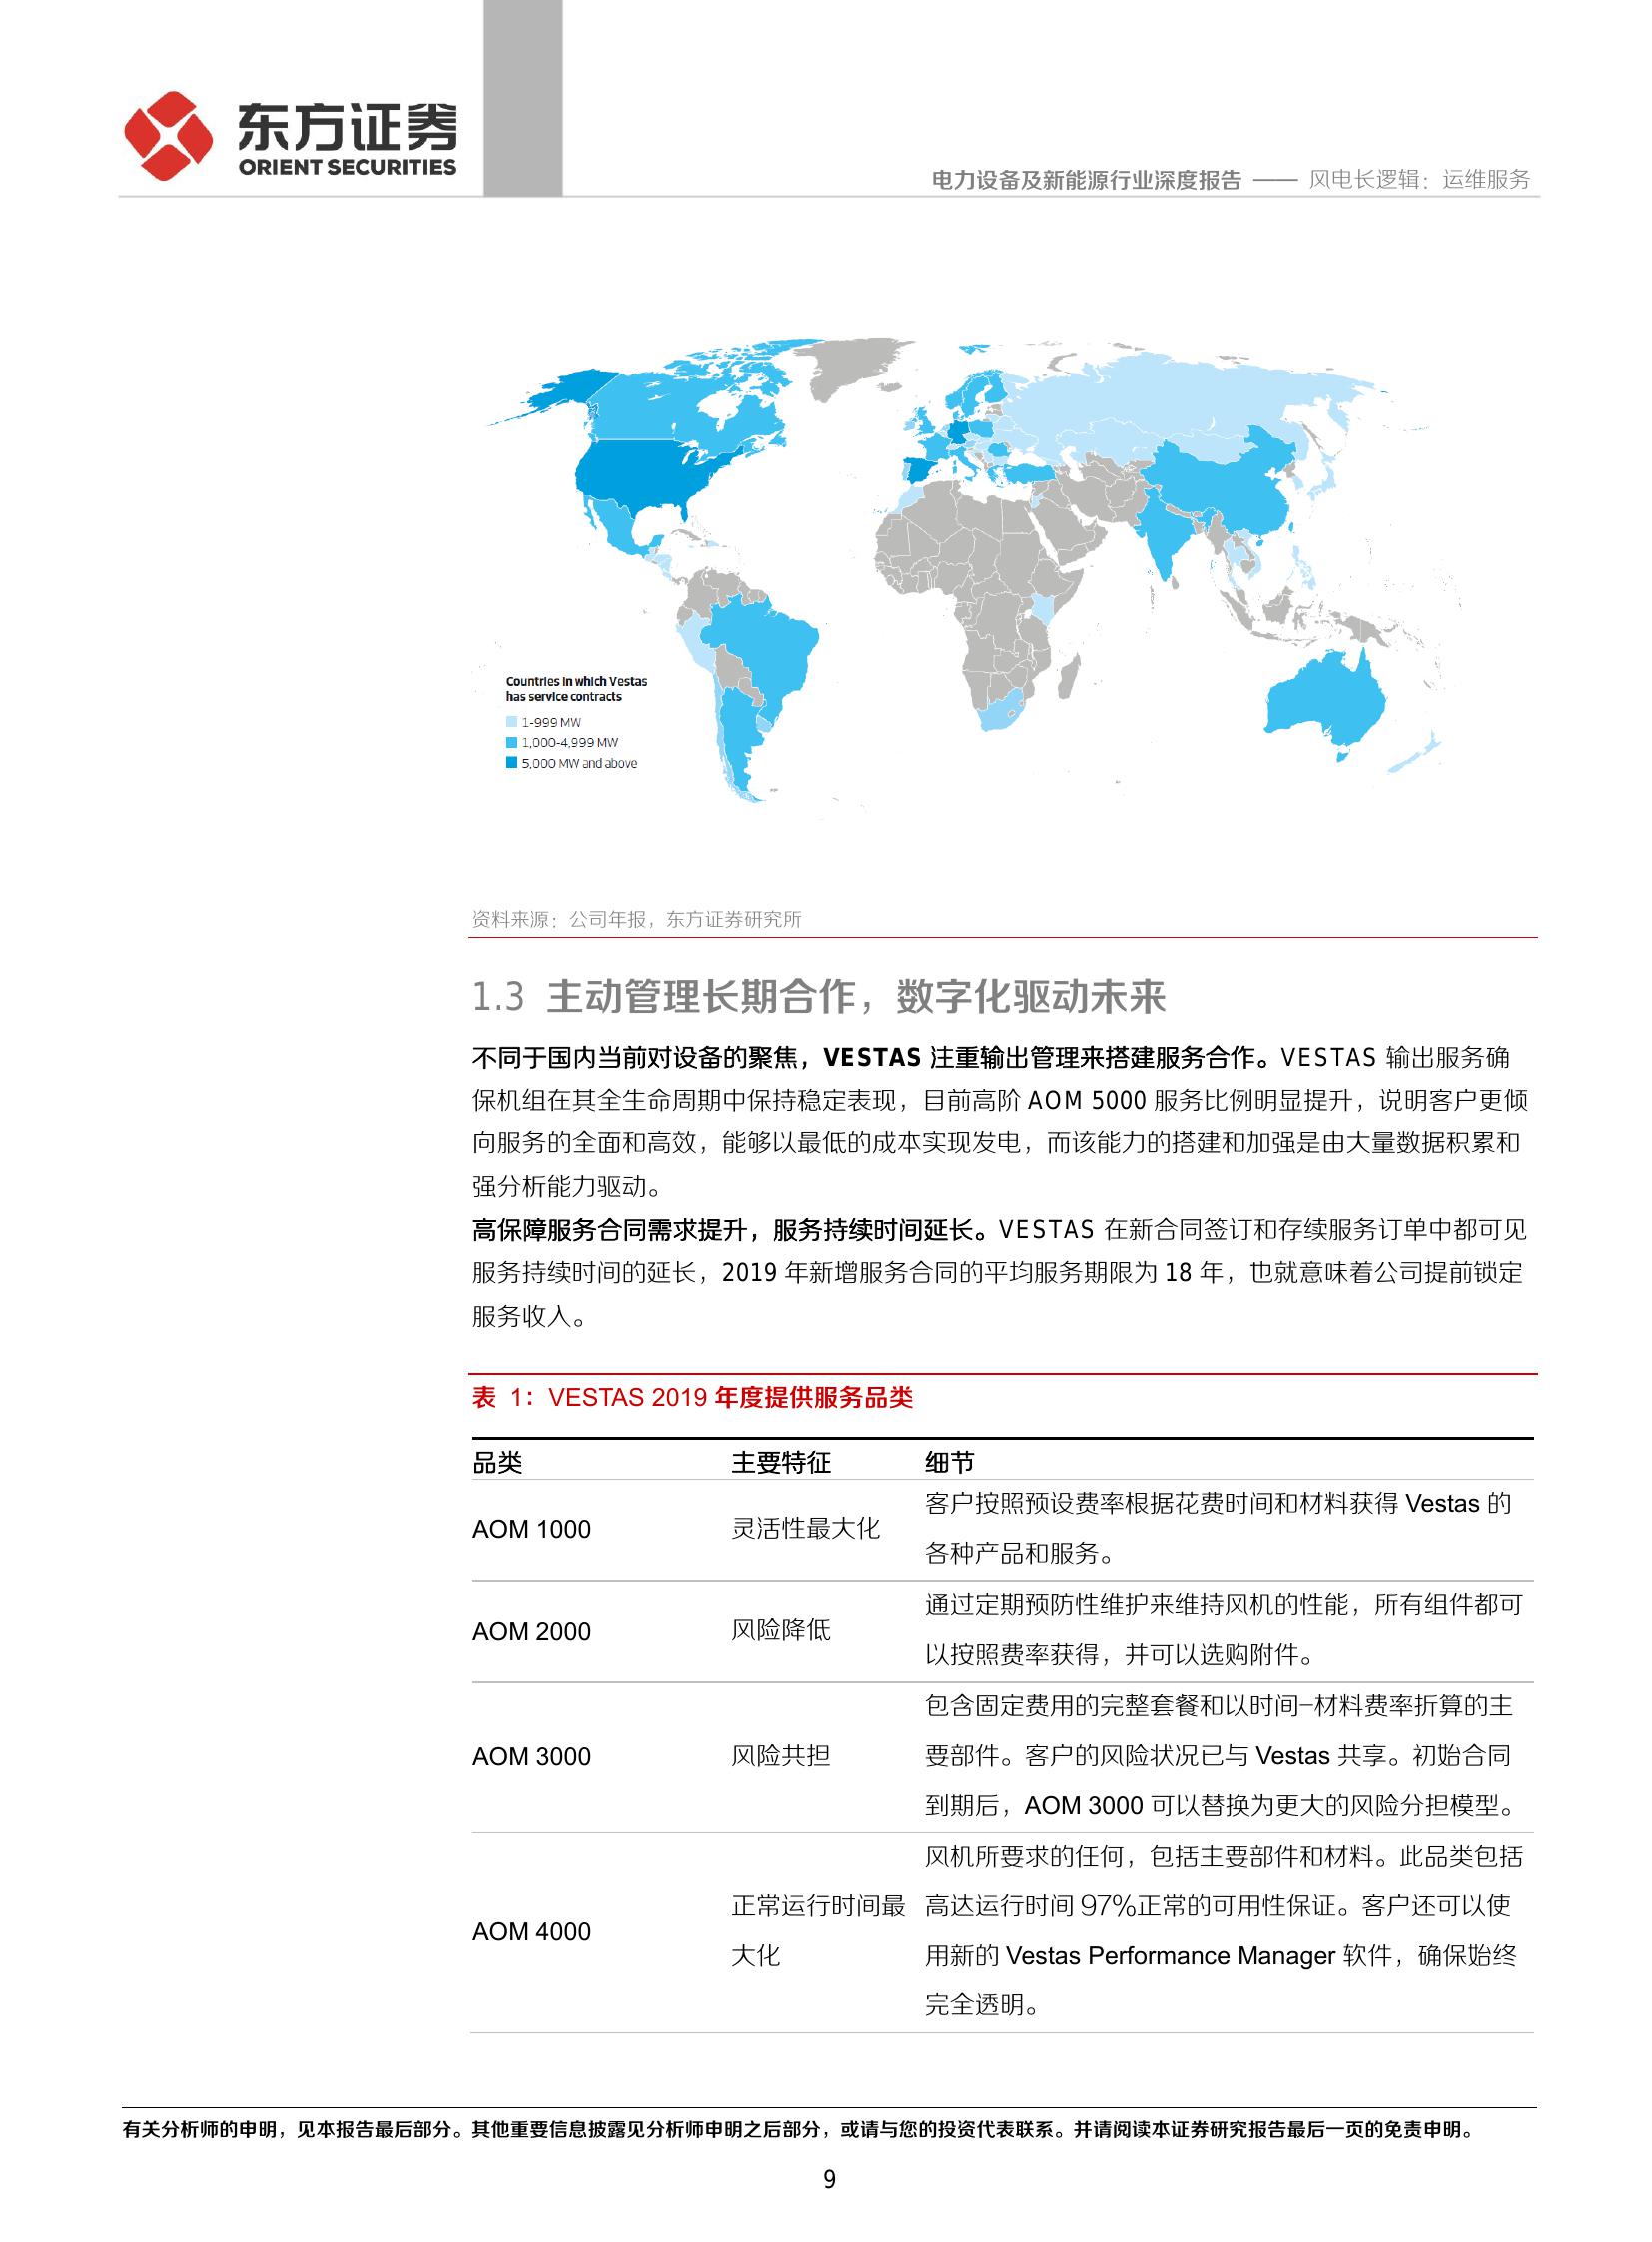 东方证券
ORIENT SECURITIES
电力设备及新能源行业深度报告 —— 风电长逻辑：运维服务
Countries in which Vestas
has service contracts
1-999 MW
1,000-4,999 MW
5,000 MW and above
资料来源：公司年报，东方证券研究所
1.3 主动管理长期合作，数字化驱动未来
不同于国内当前对设备的聚焦，VESTAS 注重输出管理来搭建服务合作。VESTAS 输出服务确
保机组在其全生命周期中保持稳定表现，目前高阶 AOM 5000 服务比例明显提升，说明客户更倾
向服务的全面和高效，能够以最低的成本实现发电，而该能力的搭建和加强是由大量数据积累和
强分析能力驱动。
高保障服务合同需求提升，服务持续时间延长。VESTAS 在新合同签订和存续服务订单中都可见
服务持续时间的延长，2019 年新增服务合同的平均服务期限为 18 年，也就意味着公司提前锁定
服务收入。
表 1：VESTAS 2019 年度提供服务品类
品类 主要特征 细节
AOM 1000 灵活性最大化 客户按照预设费率根据花费时间和材料获得 Vestas 的
各种产品和服务。
AOM 2000 风险降低 通过定期预防性维护来维持风机的性能，所有组件都可
以按照费率获得，并可以选购附件。
AOM 3000 风险共担 包含固定费用的完整套餐和以时间–材料费率折算的主
要部件。客户的风险状况已与 Vestas 共享。初始合同
到期后，AOM 3000 可以替换为更大的风险分担模型。
AOM 4000 正常运行时间最 风机所要求的任何，包括主要部件和材料。此品类包括
大化 高达运行时间 97%正常的可用性保证。客户还可以使
用新的 Vestas Performance Manager 软件，确保始终
完全透明。
有关分析师的申明，见本报告最后部分。其他重要信息披露见分析师申明之后部分，或请与您的投资代表联系。并请阅读本证券研究报告最后一页的免责申明。
9